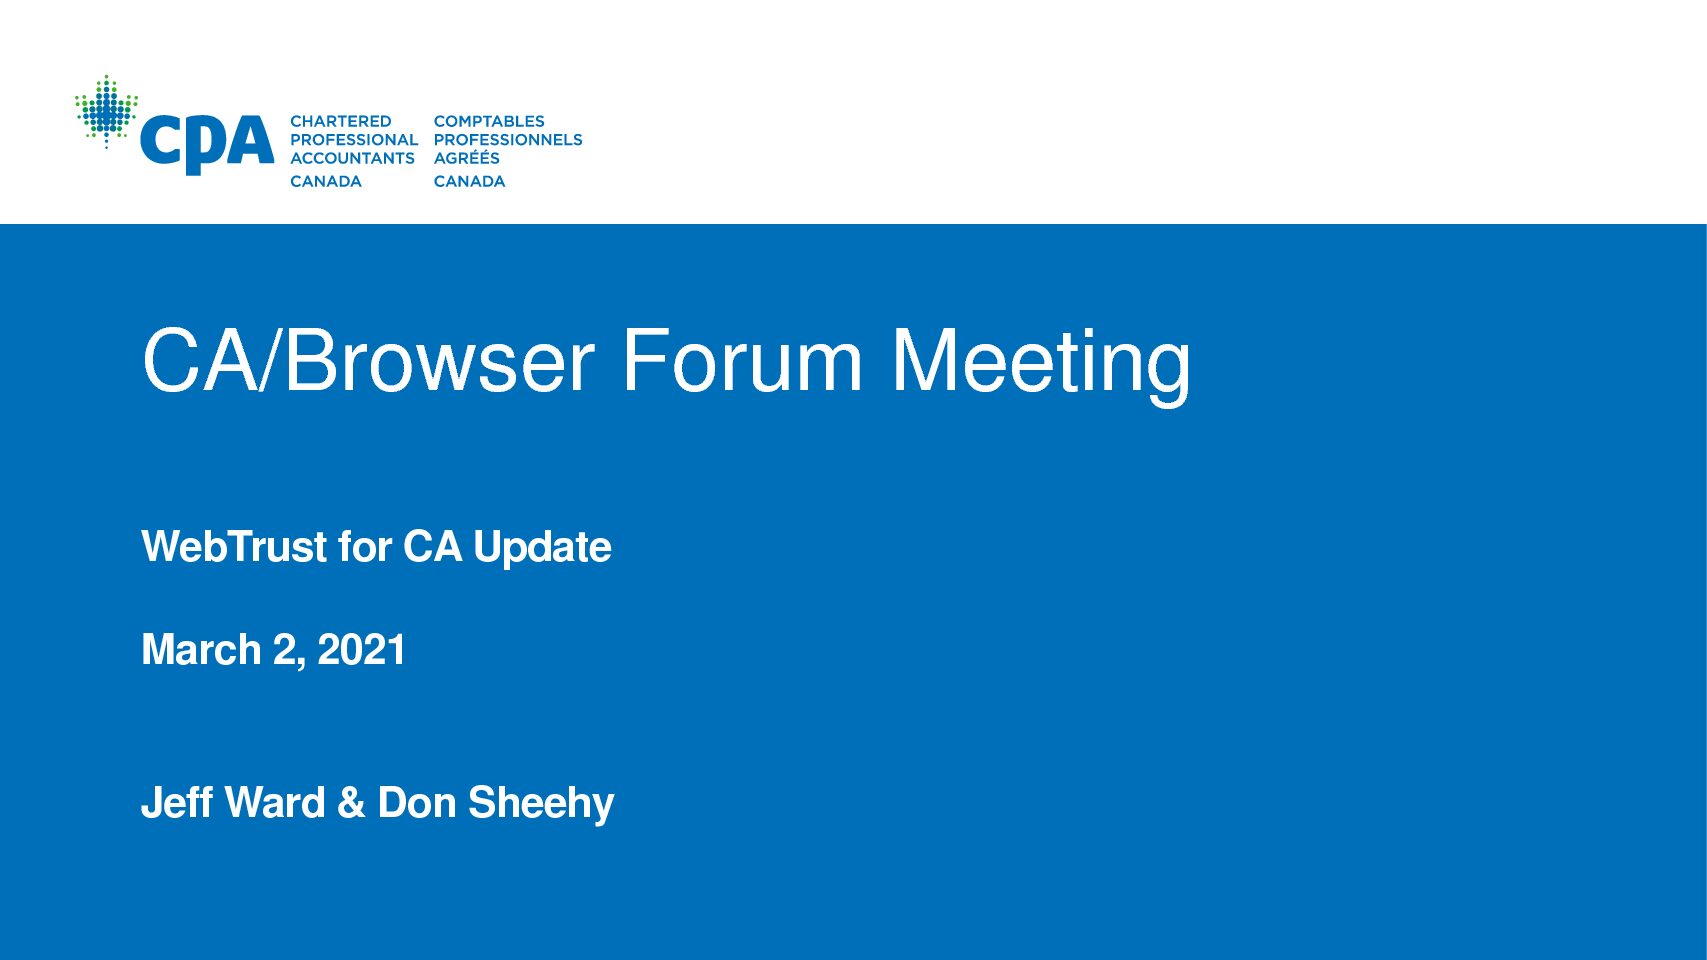 cpa
CHARTERED
PROFESSIONAL
ACCOUNTANTS
CANADA
COMPTABLES
PROFESSIONNELS
AGRÉÉS
CANADA
CA/Browser Forum Meeting
WebTrust for CA Update
March 2, 2021
Jeff Ward & Don Sheehy